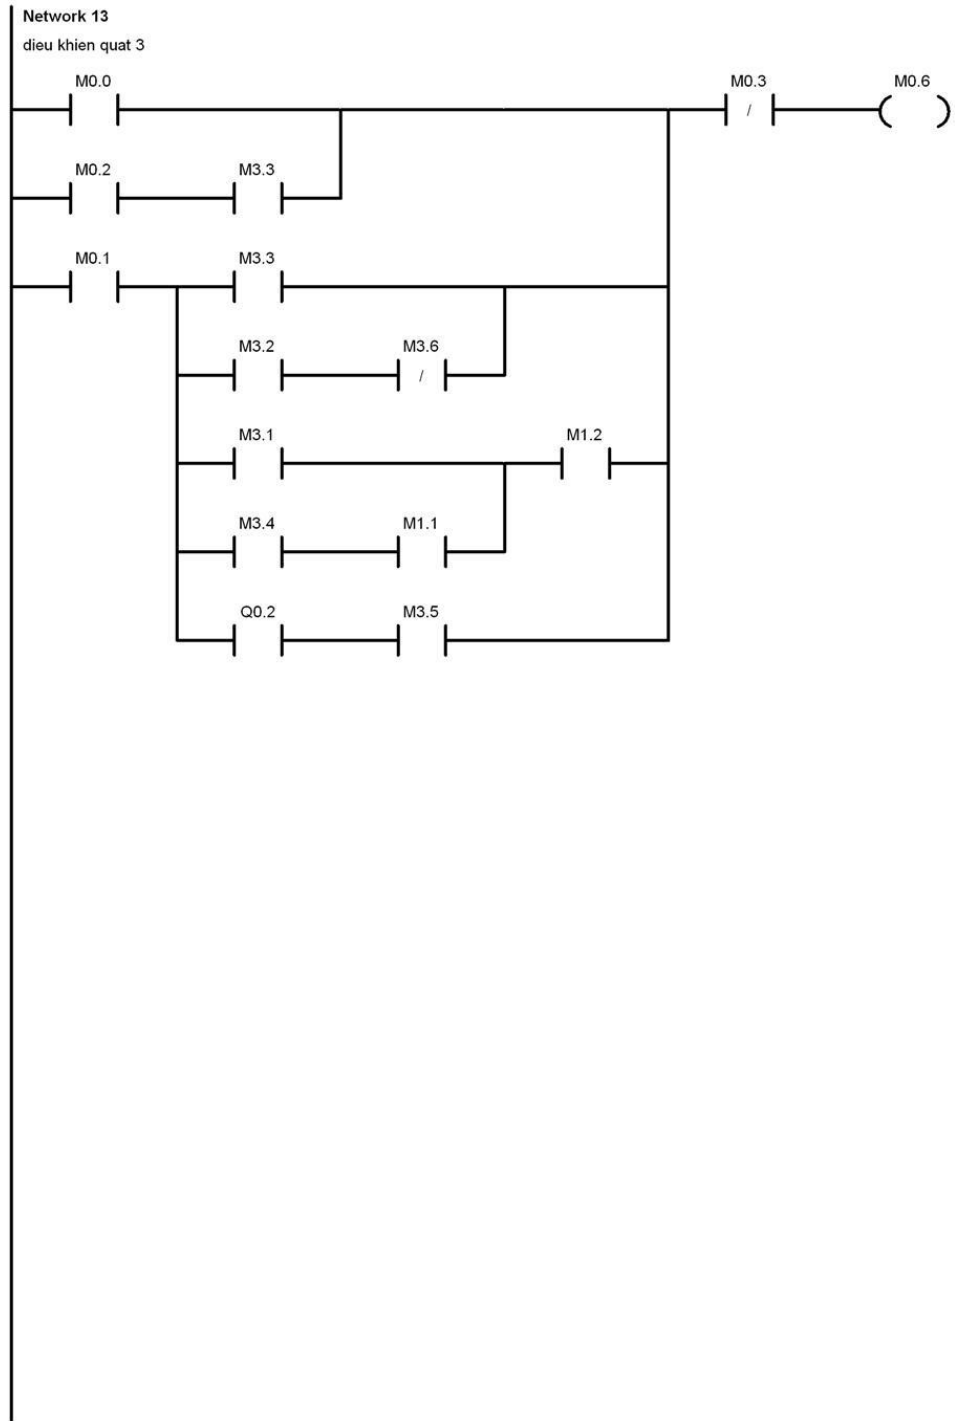 Network 13
dieu khien quat 3
M0.0 M0.3 M0.6
/
M0.2 M3.3
M0.1 M3.3
M3.2 M3.6
/
M3.1 M1.2
M3.4 M1.1
Q0.2 M3.5